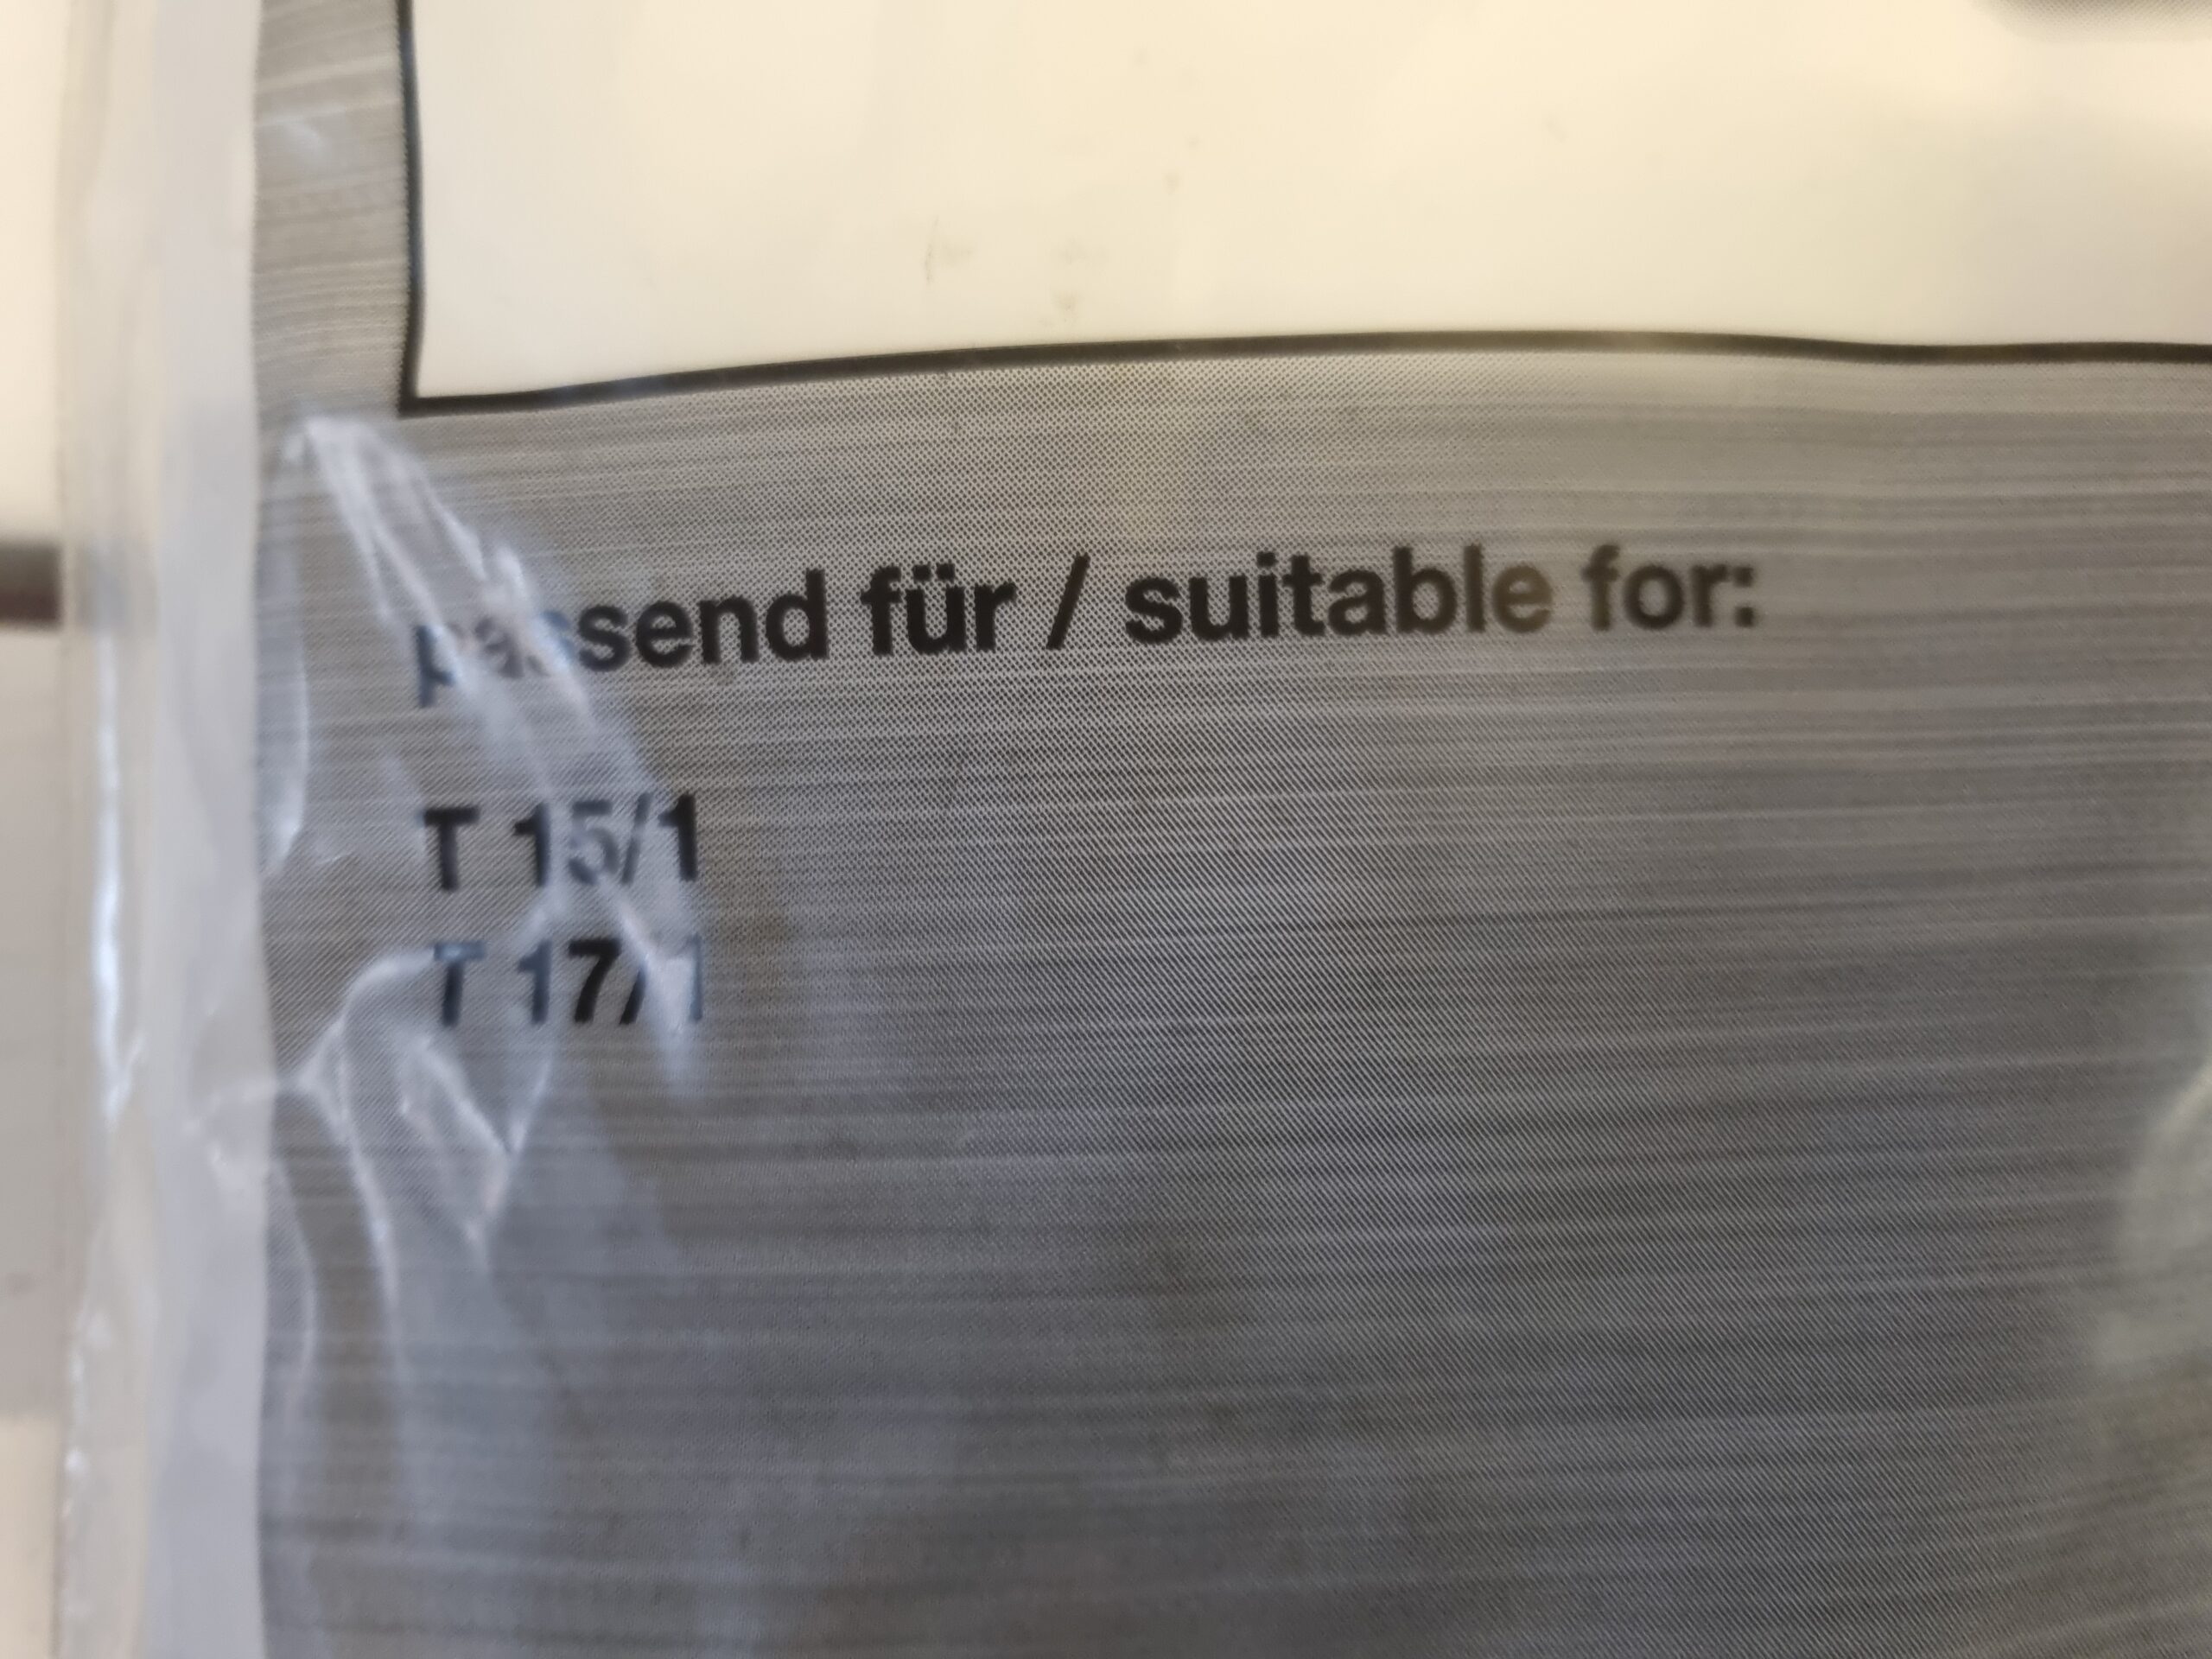 passend für / suitable for:
T 15/1
T 17/1